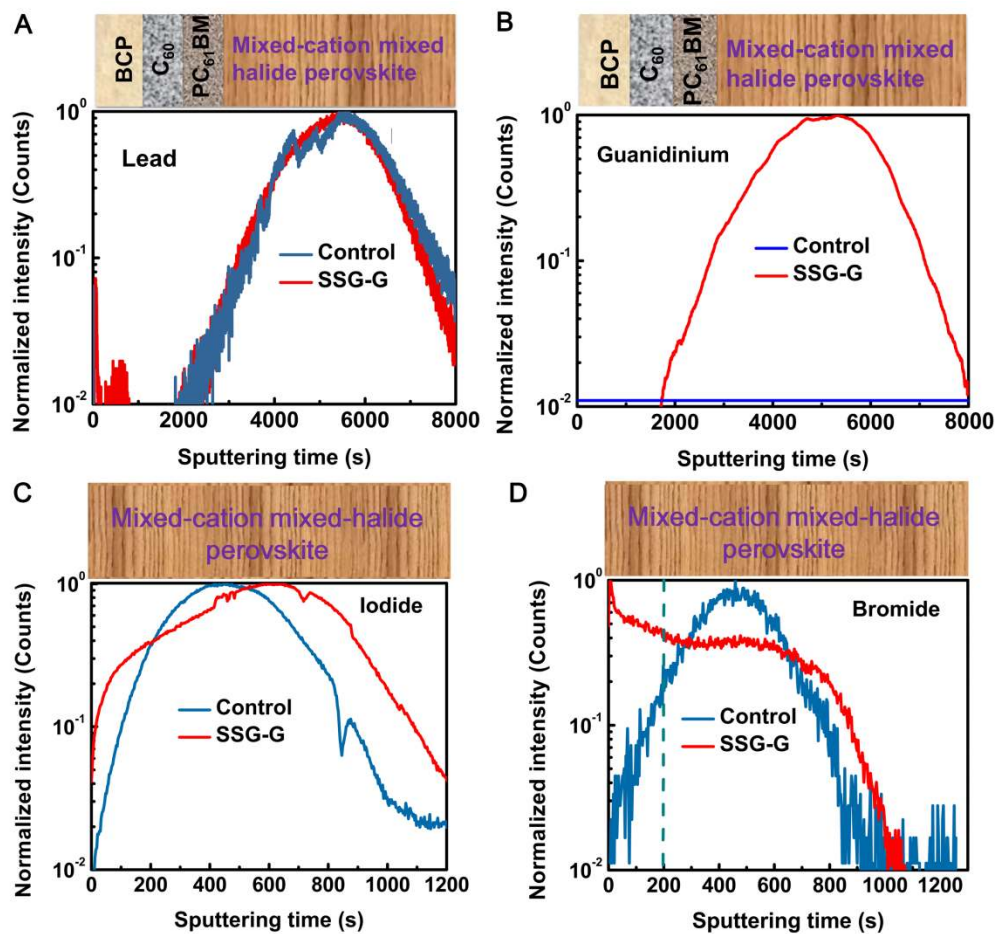 A
BCP
C60
PC61BM
Mixed-cation mixed
halide perovskite
Normalized intensity (Counts)
10^0
10^-1
10^-2
Lead
Control
SSG-G
0 2000 4000 6000 8000
Sputtering time (s)
B
BCP
C60
PC61BM
Mixed-cation mixed
halide perovskite
Normalized intensity (Counts)
10^0
10^-1
10^-2
Guanidinium
Control
SSG-G
0 2000 4000 6000 8000
Sputtering time (s)
C
Mixed-cation mixed-halide
perovskite
Normalized intensity (Counts)
10^0
10^-1
10^-2
Iodide
Control
SSG-G
0 200 400 600 800 1000 1200
Sputtering time (s)
D
Mixed-cation mixed-halide
perovskite
Normalized intensity (Counts)
10^0
10^-1
10^-2
Bromide
Control
SSG-G
0 200 400 600 800 1000 1200
Sputtering time (s)